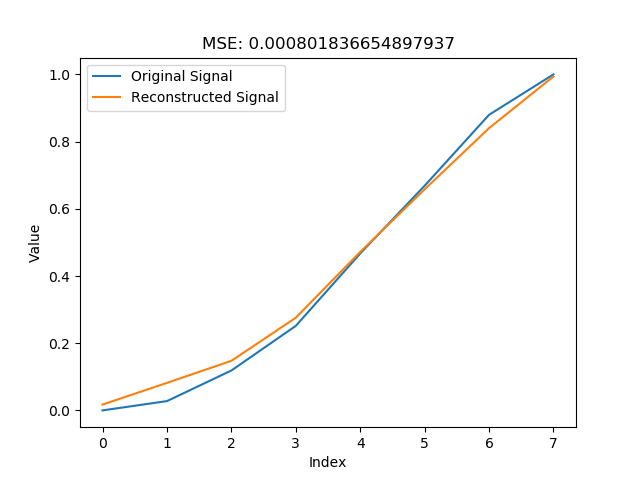 MSE: 0.000801836654897937
Original Signal
Reconstructed Signal
1.0
0.8
0.6
0.4
0.2
0.0
Value
0 1 2 3 4 5 6 7
Index